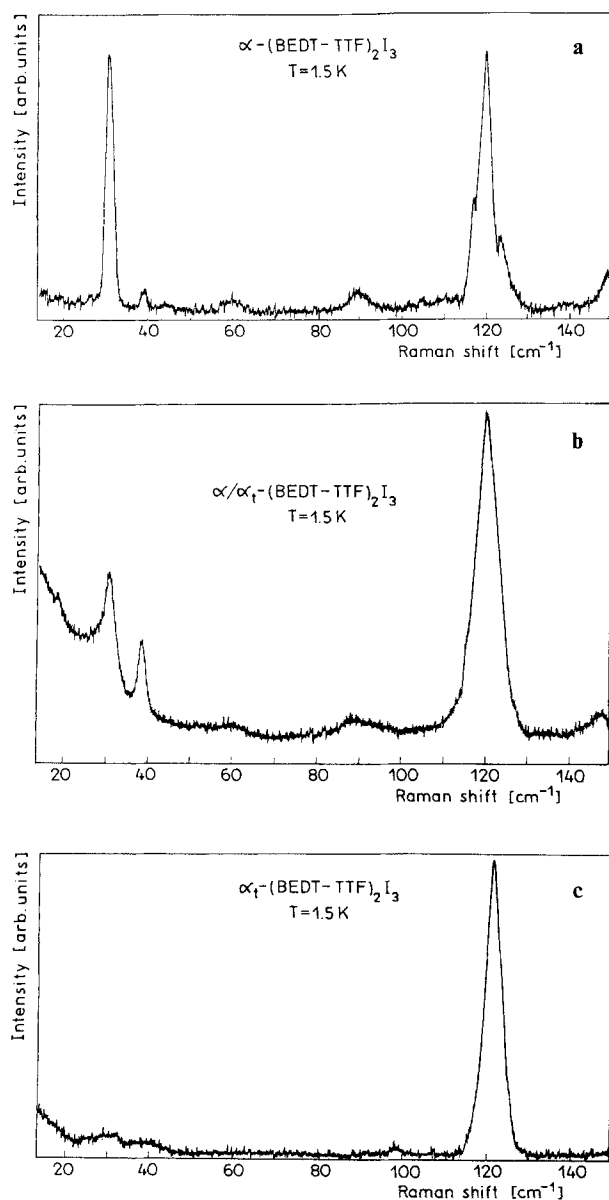 α-(BEDT-TTF)₂I₃
a
T=1.5 K
Intensity [arb.units]
20 40 60 80 100 120 140
Raman shift [cm⁻¹]
b
α/αₜ-(BEDT-TTF)₂I₃
T=1.5 K
Intensity [arb.units]
20 40 60 80 100 120 140
Raman shift [cm⁻¹]
αₜ-(BEDT-TTF)₂I₃
c
T=1.5 K
Intensity [arb.units]
20 40 60 80 100 120 140
Raman shift [cm⁻¹]